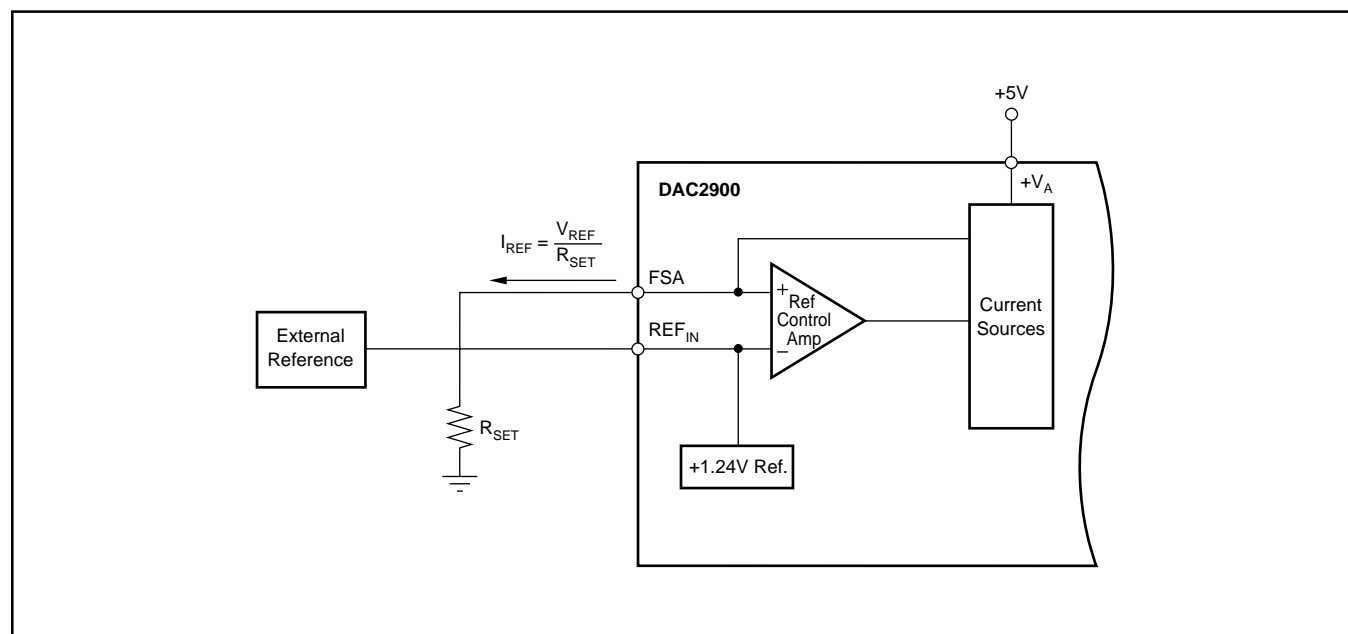 +5V
+V_A
DAC2900
I_REF = V_REF / R_SET
FSA
+
Ref
Control
Amp
−
REF_IN
Current
Sources
External
Reference
R_SET
+1.24V Ref.